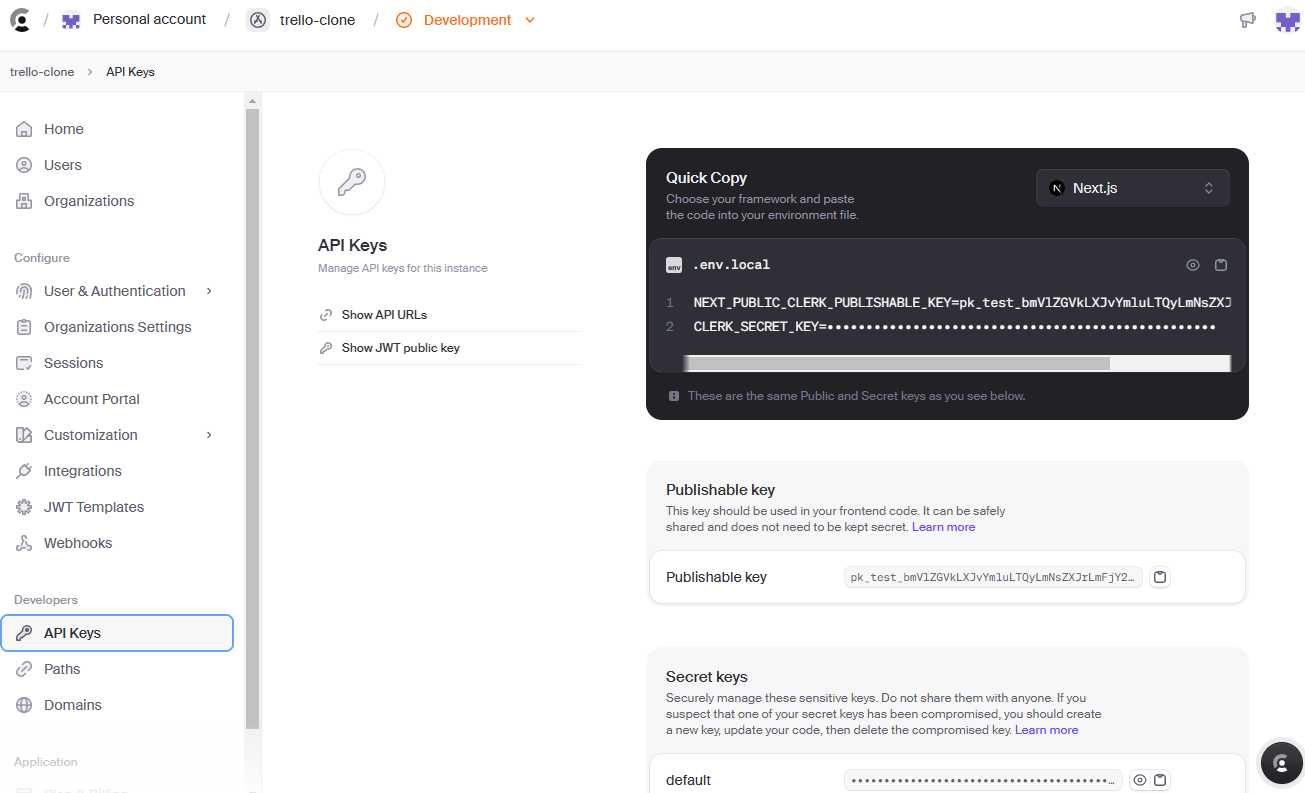 Personal account / trello-clone / Development
trello-clone > API Keys
Home
Users
Organizations
Configure
User & Authentication
Organizations Settings
Sessions
Account Portal
Customization
Integrations
JWT Templates
Webhooks
Developers
API Keys
Paths
Domains
Application
API Keys
Manage API keys for this instance
Show API URLs
Show JWT public key
Quick Copy
Choose your framework and paste
the code into your environment file.
N Next.js
env .env.local
1 NEXT_PUBLIC_CLERK_PUBLISHABLE_KEY=pk_test_bmVlZGVkLXJvYmluLTQyLmNsZXJ
2 CLERK_SECRET_KEY=••••••••••••••••••••••••••••••••••••••••••••••••••
These are the same Public and Secret keys as you see below.
Publishable key
This key should be used in your frontend code. It can be safely
shared and does not need to be kept secret. Learn more
Publishable key pk_test_bmVlZGVkLXJvYmluLTQyLmNsZXJrLmFjY2…
Secret keys
Securely manage these sensitive keys. Do not share them with anyone. If you
suspect that one of your secret keys has been compromised, you should create
a new key, update your code, then delete the compromised key. Learn more
default ••••••••••••••••••••••••••••••••••••••…